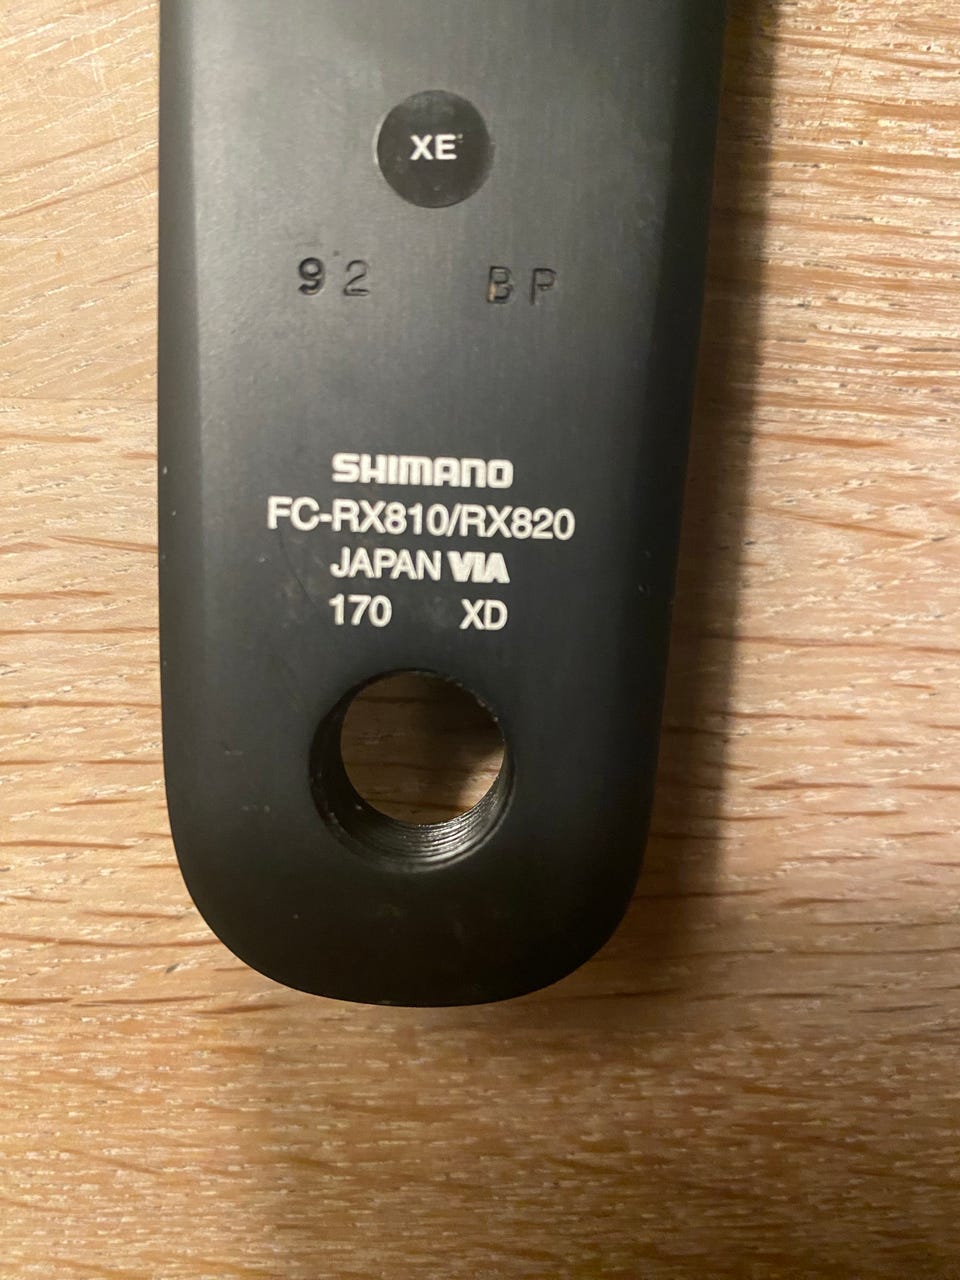 XE
92 BP
SHIMANO
FC-RX810/RX820
JAPAN VIA
170 XD